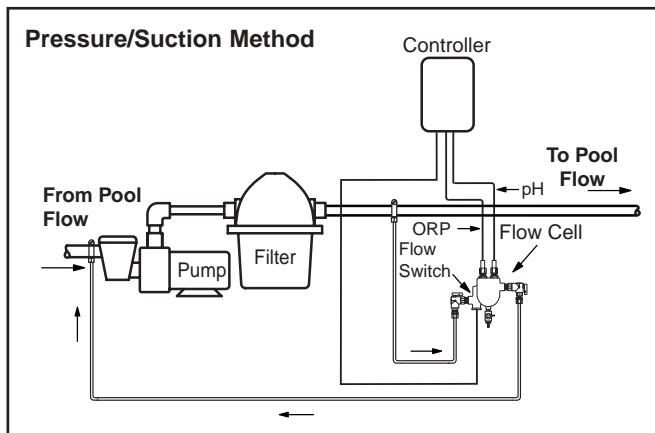 Pressure/Suction Method
Controller
To Pool
Flow
pH
From Pool
Flow
ORP
Flow
Switch
Flow Cell
Filter
Pump